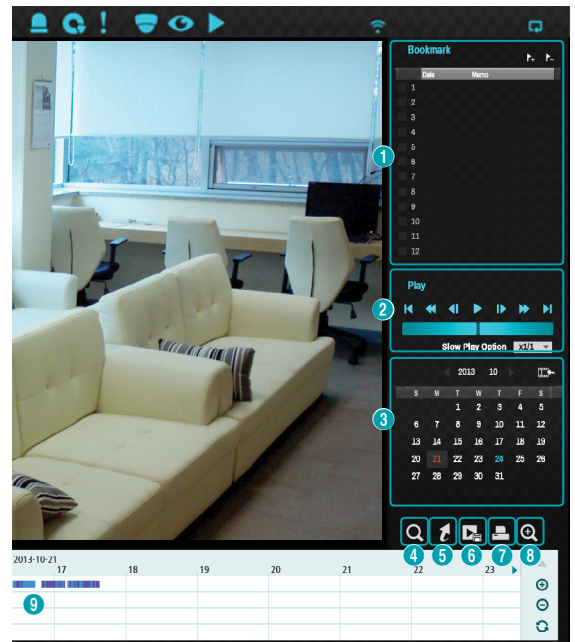 Bookmark
Date Memo
1
2
3
4
5
6
7
8
9
10
11
12
1
Play
2
Slow Play Option x1/1
2013 10
S M T W T F S
1 2 3 4 5
6 7 8 9 10 11 12
13 14 15 16 17 18 19
20 21 22 23 24 25 26
27 28 29 30 31
3
4 5 6 7 8
2013-10-21
17 18 19 20 21 22 23
9